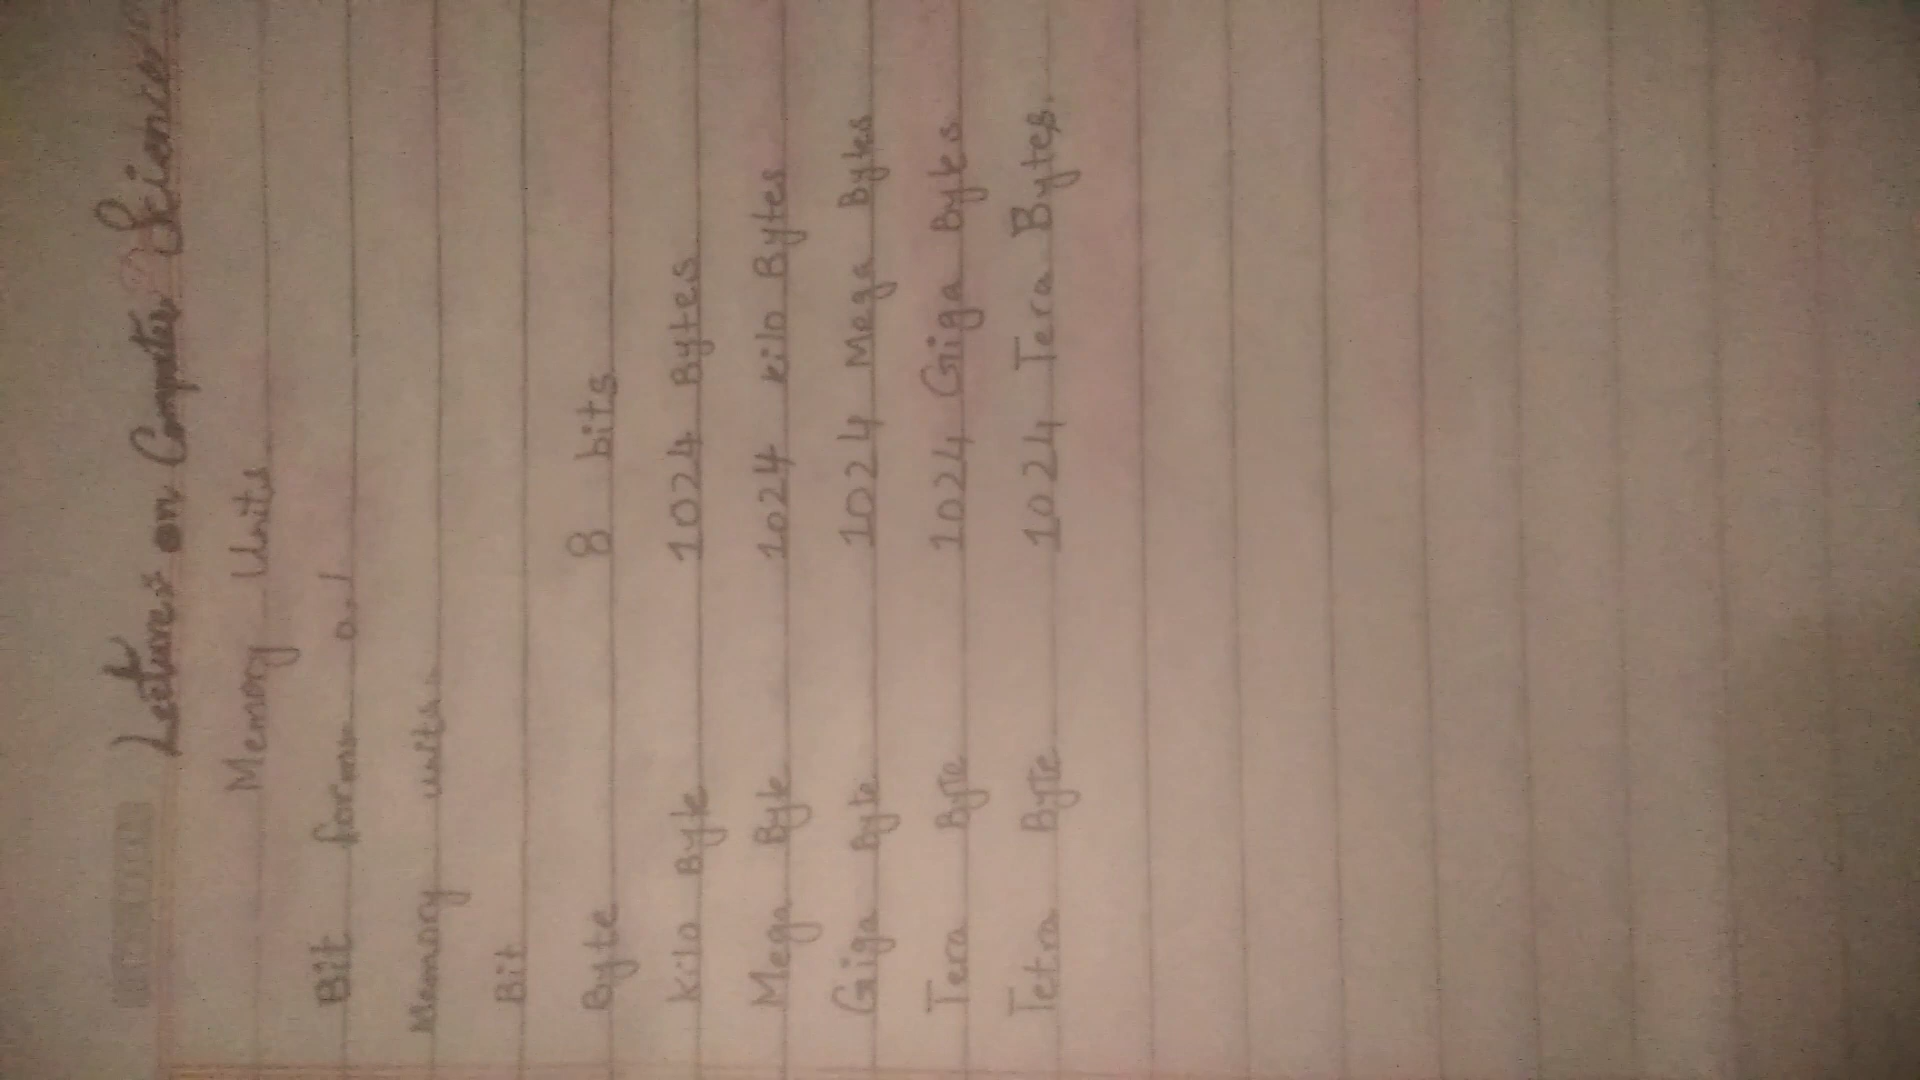 Lectures on Computer Science
Memory Units
Bit form 0.1
Memory units
Bit
Byte 8 bits
Kilo Byte 1024 Bytes
Mega Byte 1024 kilo Bytes
Giga Byte 1024 Mega Bytes
Tera Byte 1024 Giga Bytes
Tetra Byte 1024 Tera Bytes.